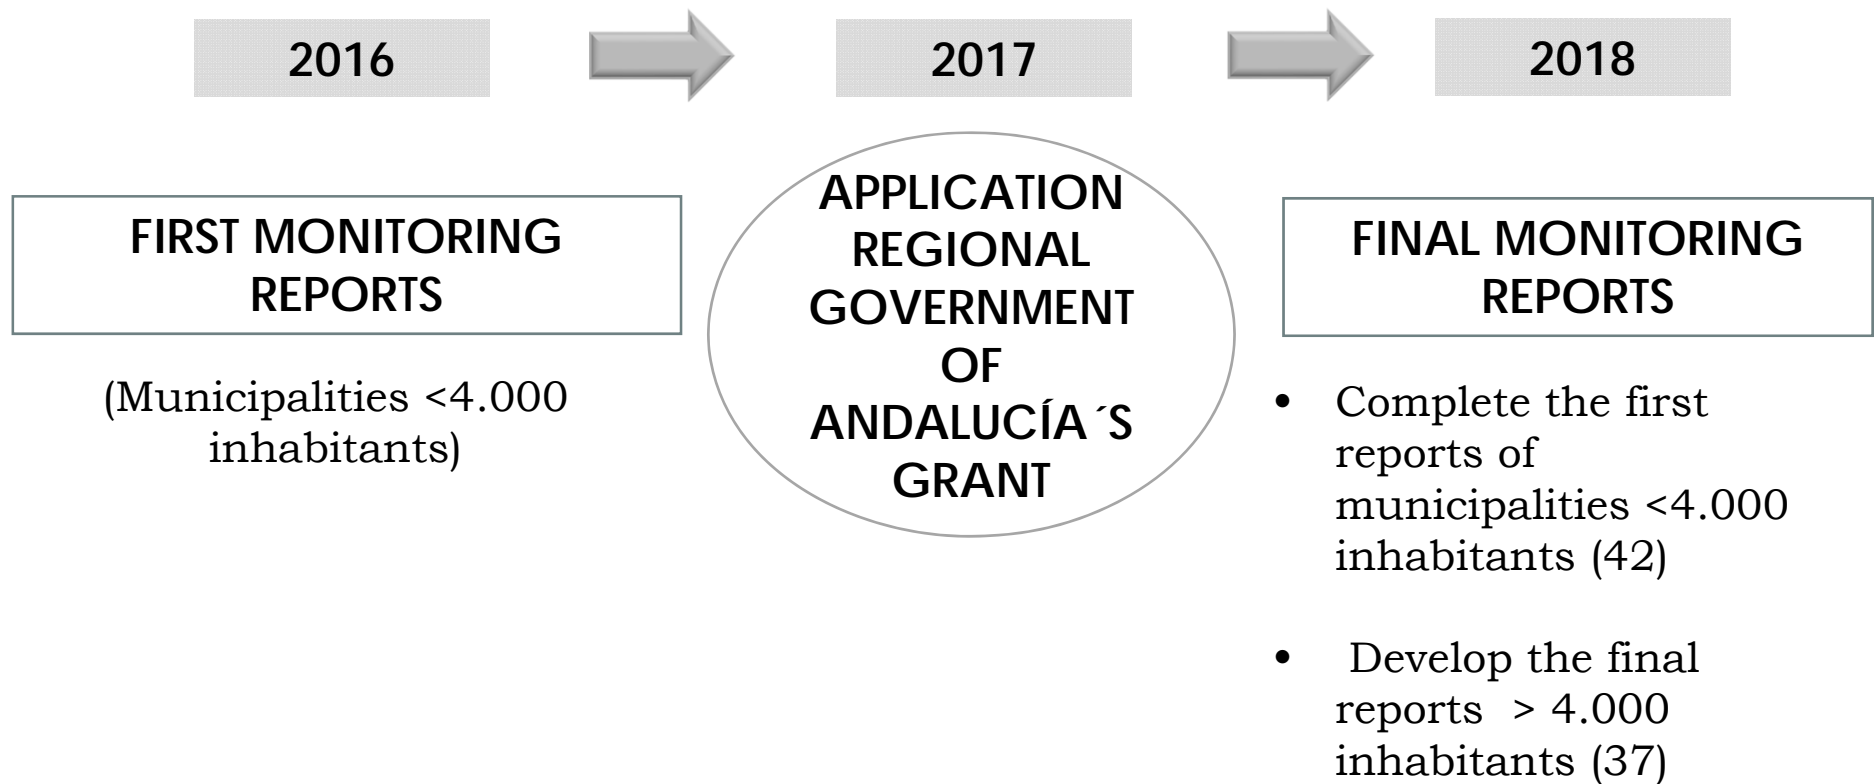 2016
2017
2018
FIRST MONITORING
REPORTS
(Municipalities <4.000
inhabitants)
APPLICATION
REGIONAL
GOVERNMENT
OF
ANDALUCÍA´S
GRANT
FINAL MONITORING
REPORTS
• Complete the first
reports of
municipalities <4.000
inhabitants (42)
• Develop the final
reports > 4.000
inhabitants (37)